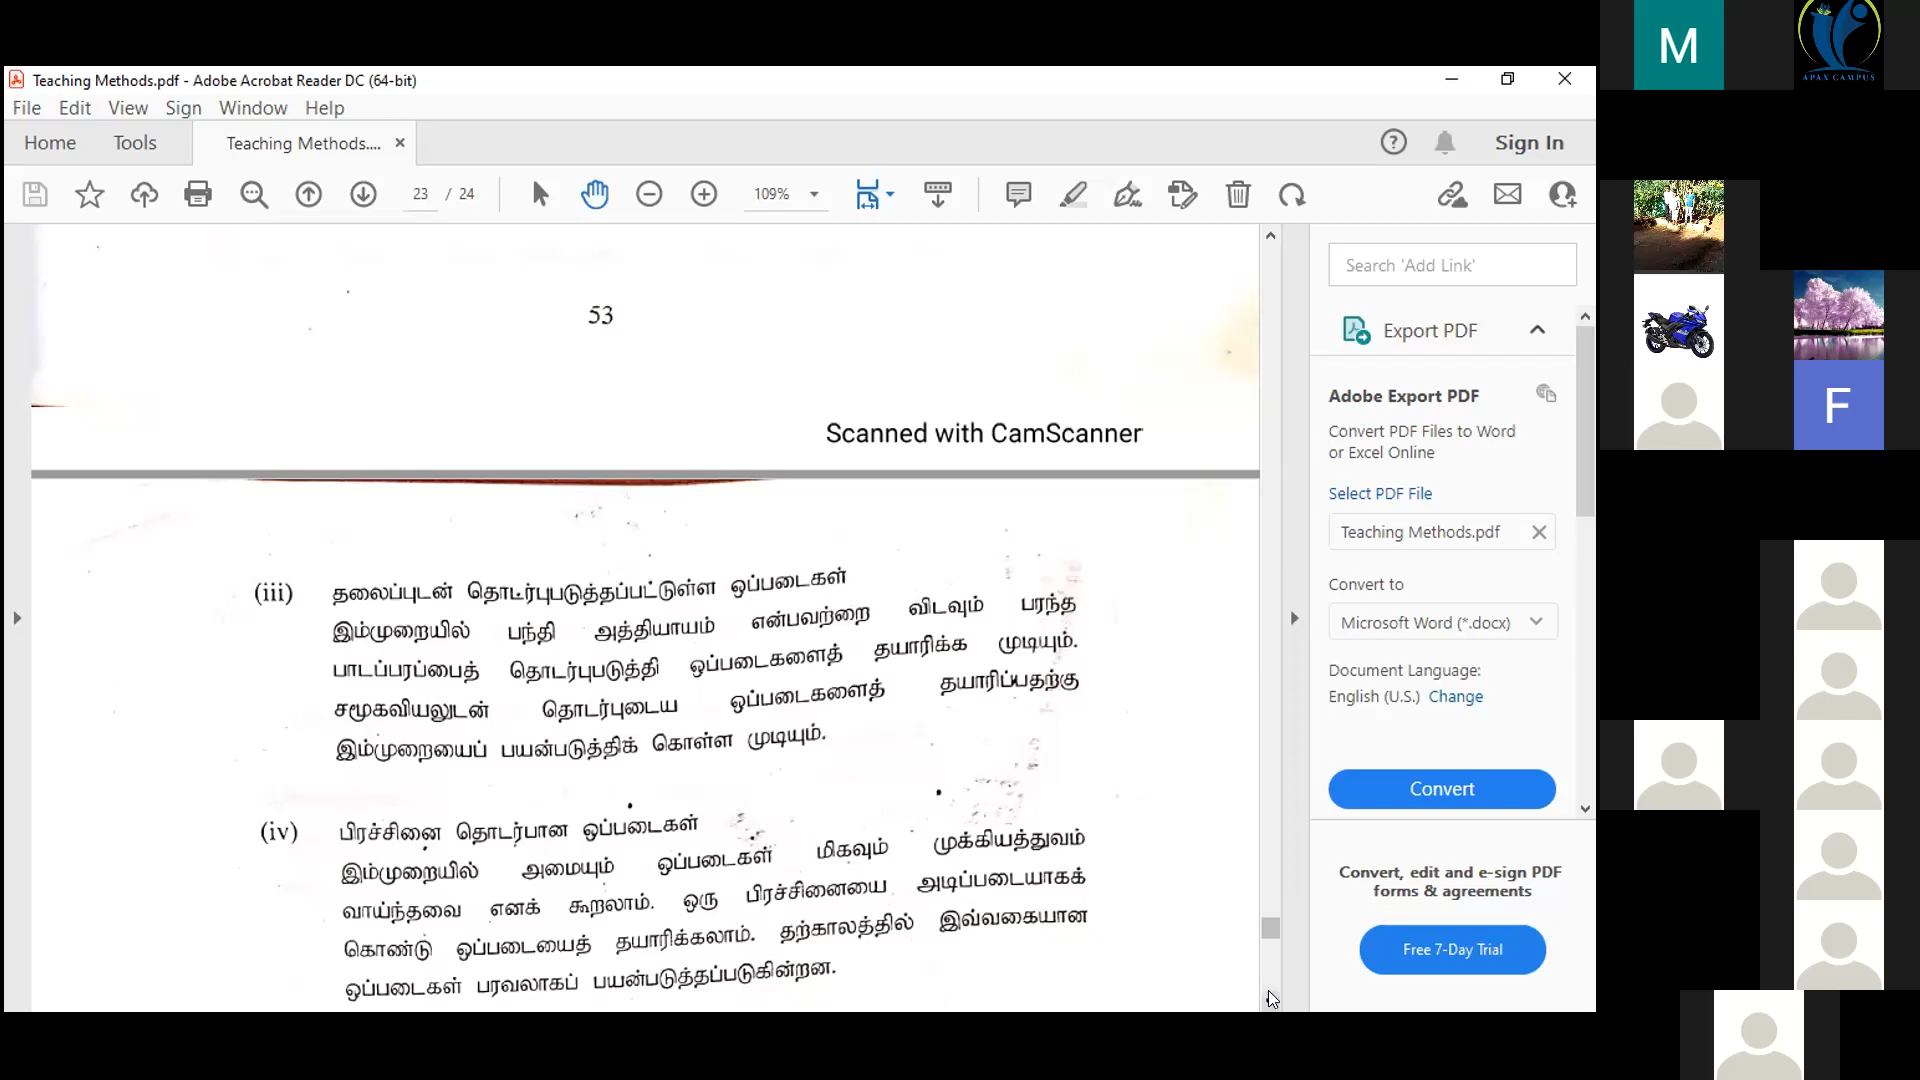 M
APAX CAMPUS
Teaching Methods.pdf - Adobe Acrobat Reader DC (64-bit)
File Edit View Sign Window Help
Home Tools Teaching Methods.... × Sign In
23 / 24 109%
53
Scanned with CamScanner
(iii) தலைப்புடன் தொடர்புபடுத்தப்பட்டுள்ள ஒப்படைகள்
இம்முறையில் பந்தி அத்தியாயம் என்பவற்றை விடவும் பரந்த
பாடப்பரப்பைத் தொடர்புபடுத்தி ஒப்படைகளைத் தயாரிக்க முடியும்.
சமூகவியலுடன் தொடர்புடைய ஒப்படைகளைத் தயாரிப்பதற்கு
இம்முறையைப் பயன்படுத்திக் கொள்ள முடியும்.
(iv) பிரச்சினை தொடர்பான ஒப்படைகள்
இம்முறையில் அமையும் ஒப்படைகள் மிகவும் முக்கியத்துவம்
வாய்ந்தவை எனக் கூறலாம். ஒரு பிரச்சினையை அடிப்படையாகக்
கொண்டு ஒப்படையைத் தயாரிக்கலாம். தற்காலத்தில் இவ்வகையான
ஒப்படைகள் பரவலாகப் பயன்படுத்தப்படுகின்றன.
Search 'Add Link'
Export PDF
Adobe Export PDF
Convert PDF Files to Word
or Excel Online
Select PDF File
Teaching Methods.pdf
Convert to
Microsoft Word (*.docx)
Document Language:
English (U.S.) Change
Convert
Convert, edit and e-sign PDF
forms & agreements
Free 7-Day Trial
F